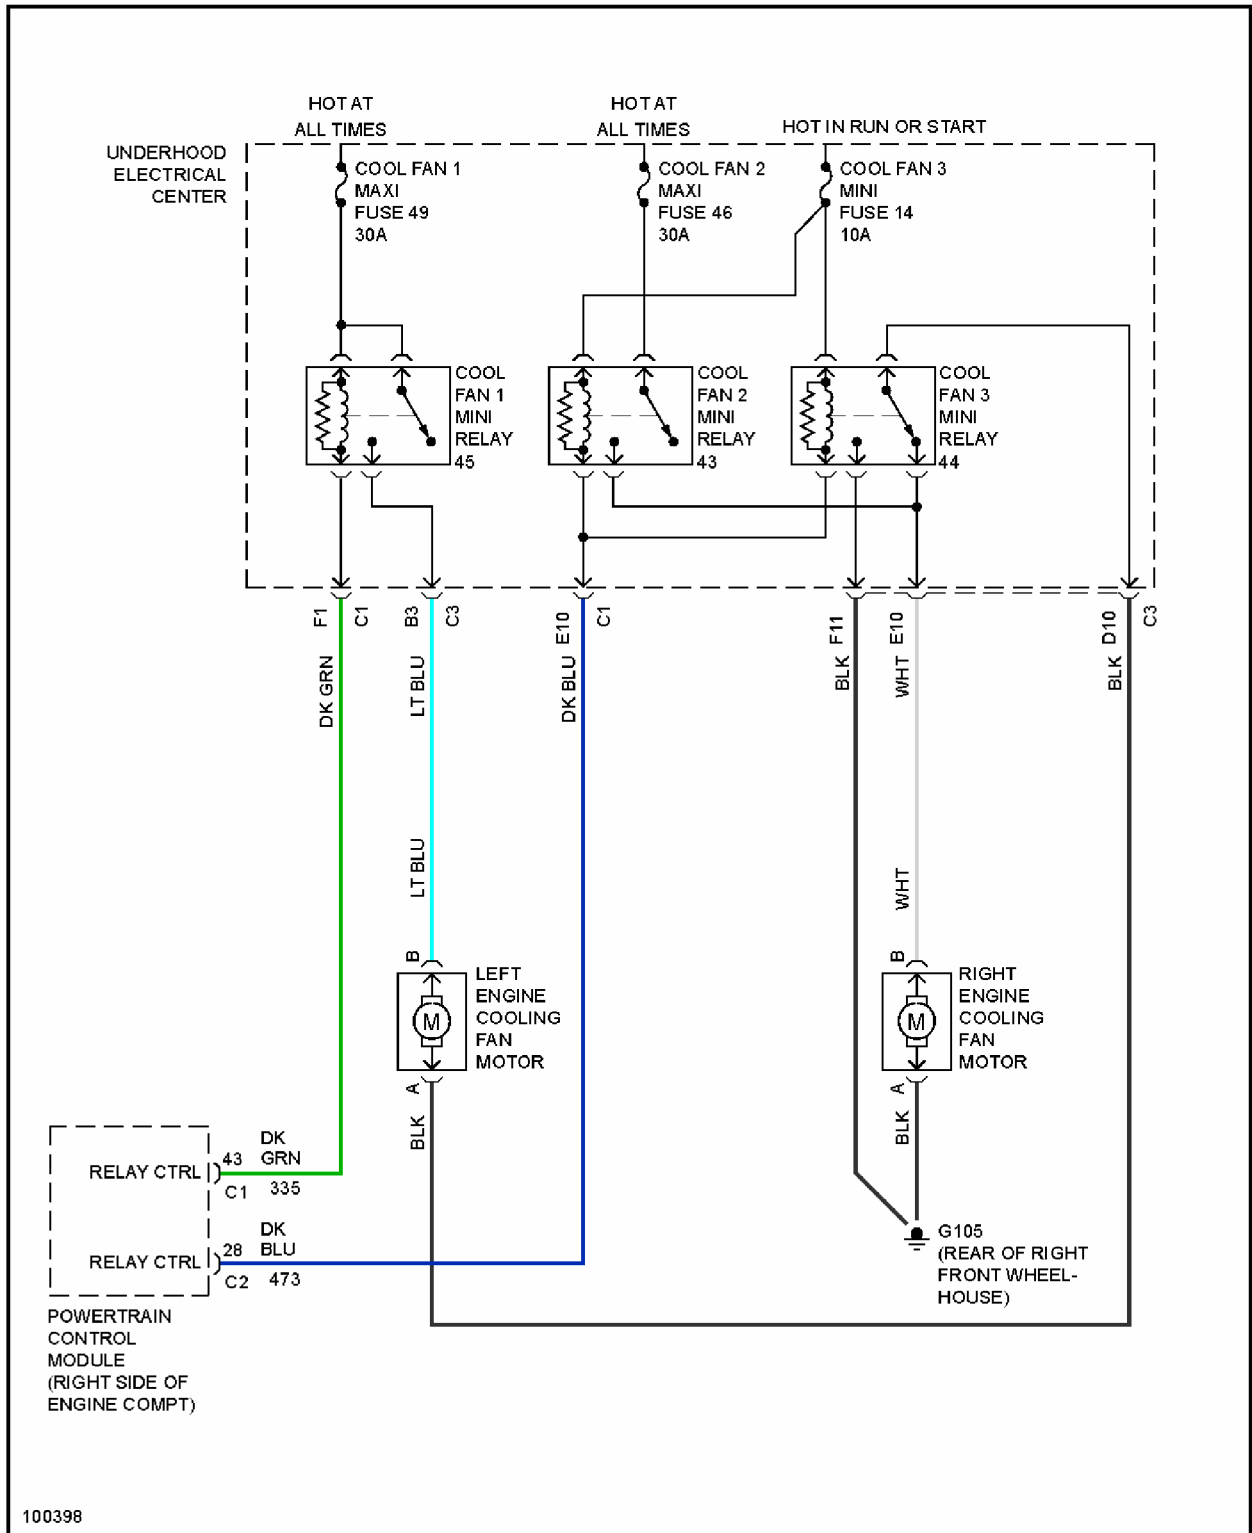 HOT AT
ALL TIMES
HOT AT
ALL TIMES
HOT IN RUN OR START
UNDERHOOD
ELECTRICAL
CENTER
COOL FAN 1
MAXI
FUSE 49
30A
COOL FAN 2
MAXI
FUSE 46
30A
COOL FAN 3
MINI
FUSE 14
10A
COOL
FAN 1
MINI
RELAY
45
COOL
FAN 2
MINI
RELAY
43
COOL
FAN 3
MINI
RELAY
44
F1
C1
B3
C3
E10
C1
F11
E10
D10
C3
DK GRN
LT BLU
DK BLU
BLK
WHT
BLK
LT BLU
WHT
B
LEFT
ENGINE
COOLING
FAN
MOTOR
M
A
BLK
B
RIGHT
ENGINE
COOLING
FAN
MOTOR
M
A
BLK
RELAY CTRL
43
DK
GRN
C1
335
RELAY CTRL
28
DK
BLU
C2
473
POWERTRAIN
CONTROL
MODULE
(RIGHT SIDE OF
ENGINE COMPT)
G105
(REAR OF RIGHT
FRONT WHEEL-
HOUSE)
100398